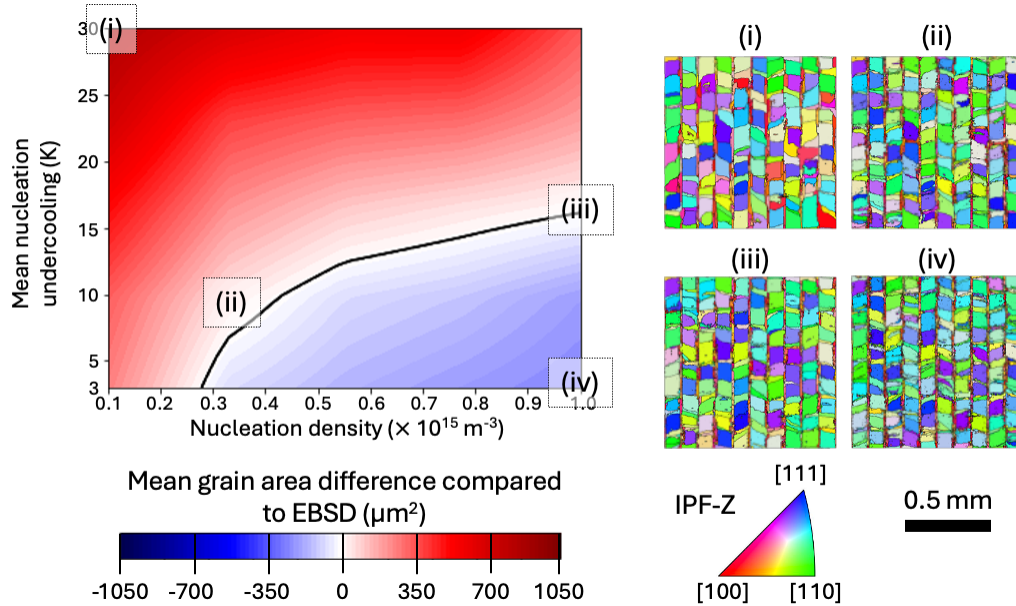 (i)
30
25
20
15
10
5
3
Mean nucleation
undercooling (K)
(ii)
(iii)
(iv)
0.1 0.2 0.3 0.4 0.5 0.6 0.7 0.8 0.9 1.0
Nucleation density (× 10¹⁵ m⁻³)
Mean grain area difference compared
to EBSD (μm²)
-1050 -700 -350 0 350 700 1050
(i) (ii)
(iii) (iv)
[111]
IPF-Z
[100] [110]
0.5 mm